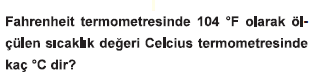 Fahrenheit termometresinde 104 °F olarak öl-
çülen sıcaklık değeri Celcius termometresinde
kaç °C dir?